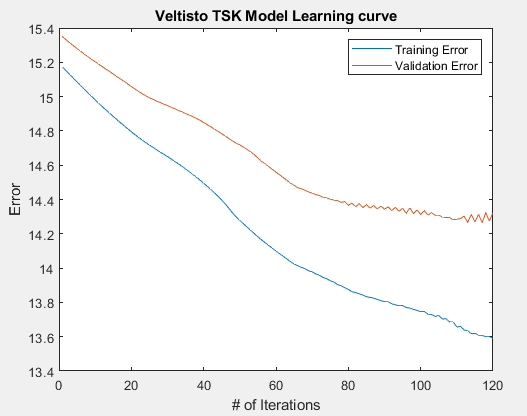 Veltisto TSK Model Learning curve
Training Error
Validation Error
Error
15.4
15.2
15
14.8
14.6
14.4
14.2
14
13.8
13.6
13.4
0 20 40 60 80 100 120
# of Iterations